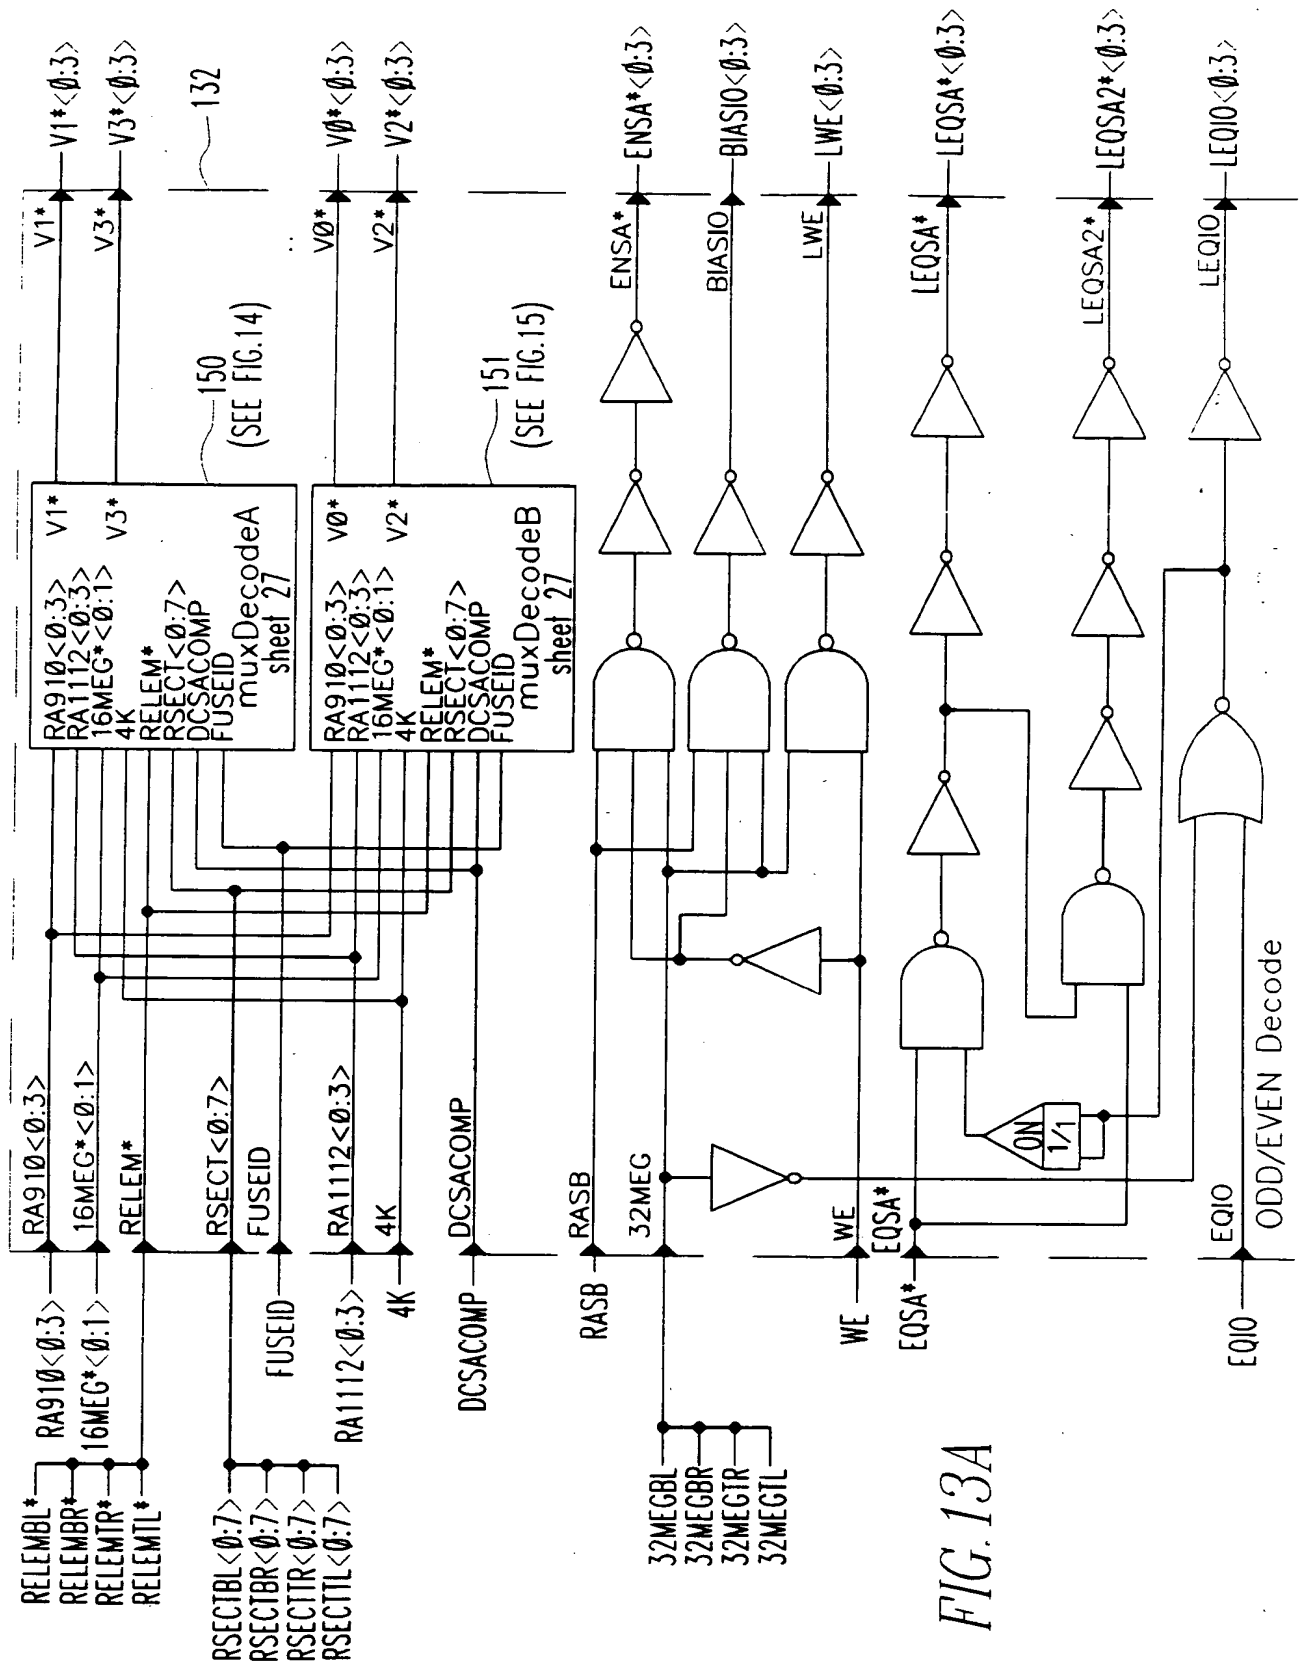 RELEMBL*
RELEMBR*
RELEMTR*
RELEMTL*
RA910<0:3>
16MEG*<0:1>
RSECTBL<0:7>
RSECTBR<0:7>
RSECTTR<0:7>
RSECTTL<0:7>
FUSEID
RA1112<0:3>
4K
DCSACOMP
RASB
32MEGBL
32MEGBR
32MEGTR
32MEGTL
WE
EQSA*
EQIO
RA910<0:3>
16MEG*<0:1>
RELEM*
RSECT<0:7>
FUSEID
RA1112<0:3>
4K
DCSACOMP
RASB
32MEG
WE
EQSA*
EQIO
ON
1/1
ODD/EVEN Decode
RA910<0:3>
RA1112<0:3>
16MEG*<0:1>
4K
RELEM*
RSECT<0:7>
DCSACOMP
FUSEID
V1*
V3*
muxDecodeA
sheet 27
150
(SEE FIG.14)
RA910<0:3>
RA1112<0:3>
16MEG*<0:1>
4K
RELEM*
RSECT<0:7>
DCSACOMP
FUSEID
V0*
V2*
muxDecodeB
sheet 27
151
(SEE FIG.15)
V1*
V3*
V0*
V2*
ENSA*
BIASIO
LWE
LEQSA*
LEQSA2*
LEQIO
V1*<0:3>
V3*<0:3>
132
V0*<0:3>
V2*<0:3>
ENSA*<0:3>
BIASIO<0:3>
LWE<0:3>
LEQSA*<0:3>
LEQSA2*<0:3>
LEQIO<0:3>
FIG.13A